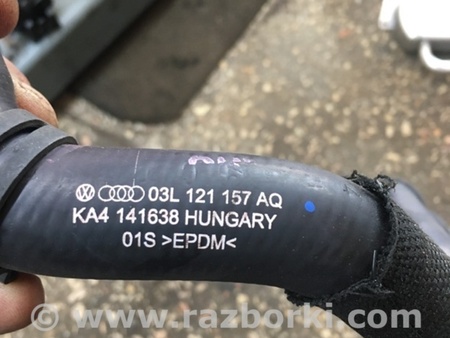 03L 121 157 AQ
KA4 141638 HUNGARY
01S >EPDM<
© www.razborki.com